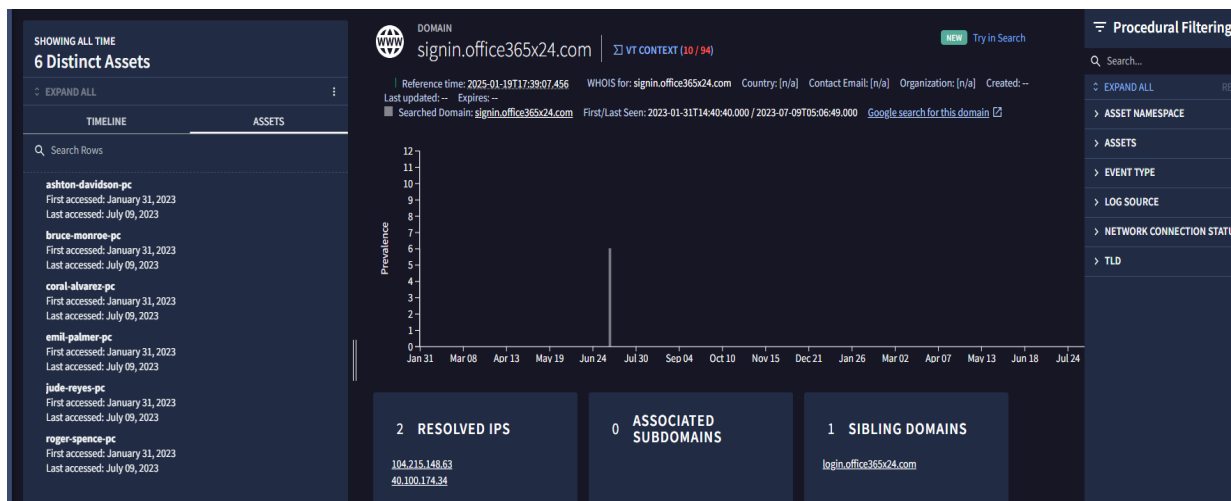 SHOWING ALL TIME
6 Distinct Assets
EXPAND ALL
TIMELINE ASSETS
Search Rows
ashton-davidson-pc
First accessed: January 31, 2023
Last accessed: July 09, 2023
bruce-monroe-pc
First accessed: January 31, 2023
Last accessed: July 09, 2023
coral-alvarez-pc
First accessed: January 31, 2023
Last accessed: July 09, 2023
emil-palmer-pc
First accessed: January 31, 2023
Last accessed: July 09, 2023
jude-reyes-pc
First accessed: January 31, 2023
Last accessed: July 09, 2023
roger-spence-pc
First accessed: January 31, 2023
Last accessed: July 09, 2023
WWW
DOMAIN
signin.office365x24.com
VT CONTEXT (10 / 94)
NEW Try in Search
Reference time: 2025-01-19T17:39:07.456 WHOIS for: signin.office365x24.com Country: [n/a] Contact Email: [n/a] Organization: [n/a] Created: --
Last updated: -- Expires: --
Searched Domain: signin.office365x24.com First/Last Seen: 2023-01-31T14:40:40.000 / 2023-07-09T05:06:49.000 Google search for this domain
Prevalence
12
11
10
9
8
7
6
5
4
3
2
1
0
Jan 31 Mar 08 Apr 13 May 19 Jun 24 Jul 30 Sep 04 Oct 10 Nov 15 Dec 21 Jan 26 Mar 02 Apr 07 May 13 Jun 18 Jul 24
2 RESOLVED IPS
104.215.148.63
40.100.174.34
0 ASSOCIATED
SUBDOMAINS
1 SIBLING DOMAINS
login.office365x24.com
Procedural Filtering
Search...
EXPAND ALL RE
ASSET NAMESPACE
ASSETS
EVENT TYPE
LOG SOURCE
NETWORK CONNECTION STATU
TLD